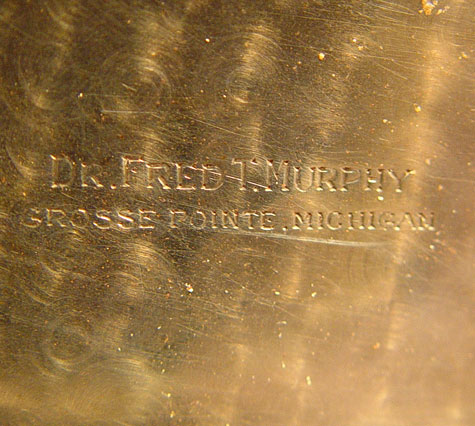 DR. FRED T. MURPHY
GROSSE POINTE, MICHIGAN